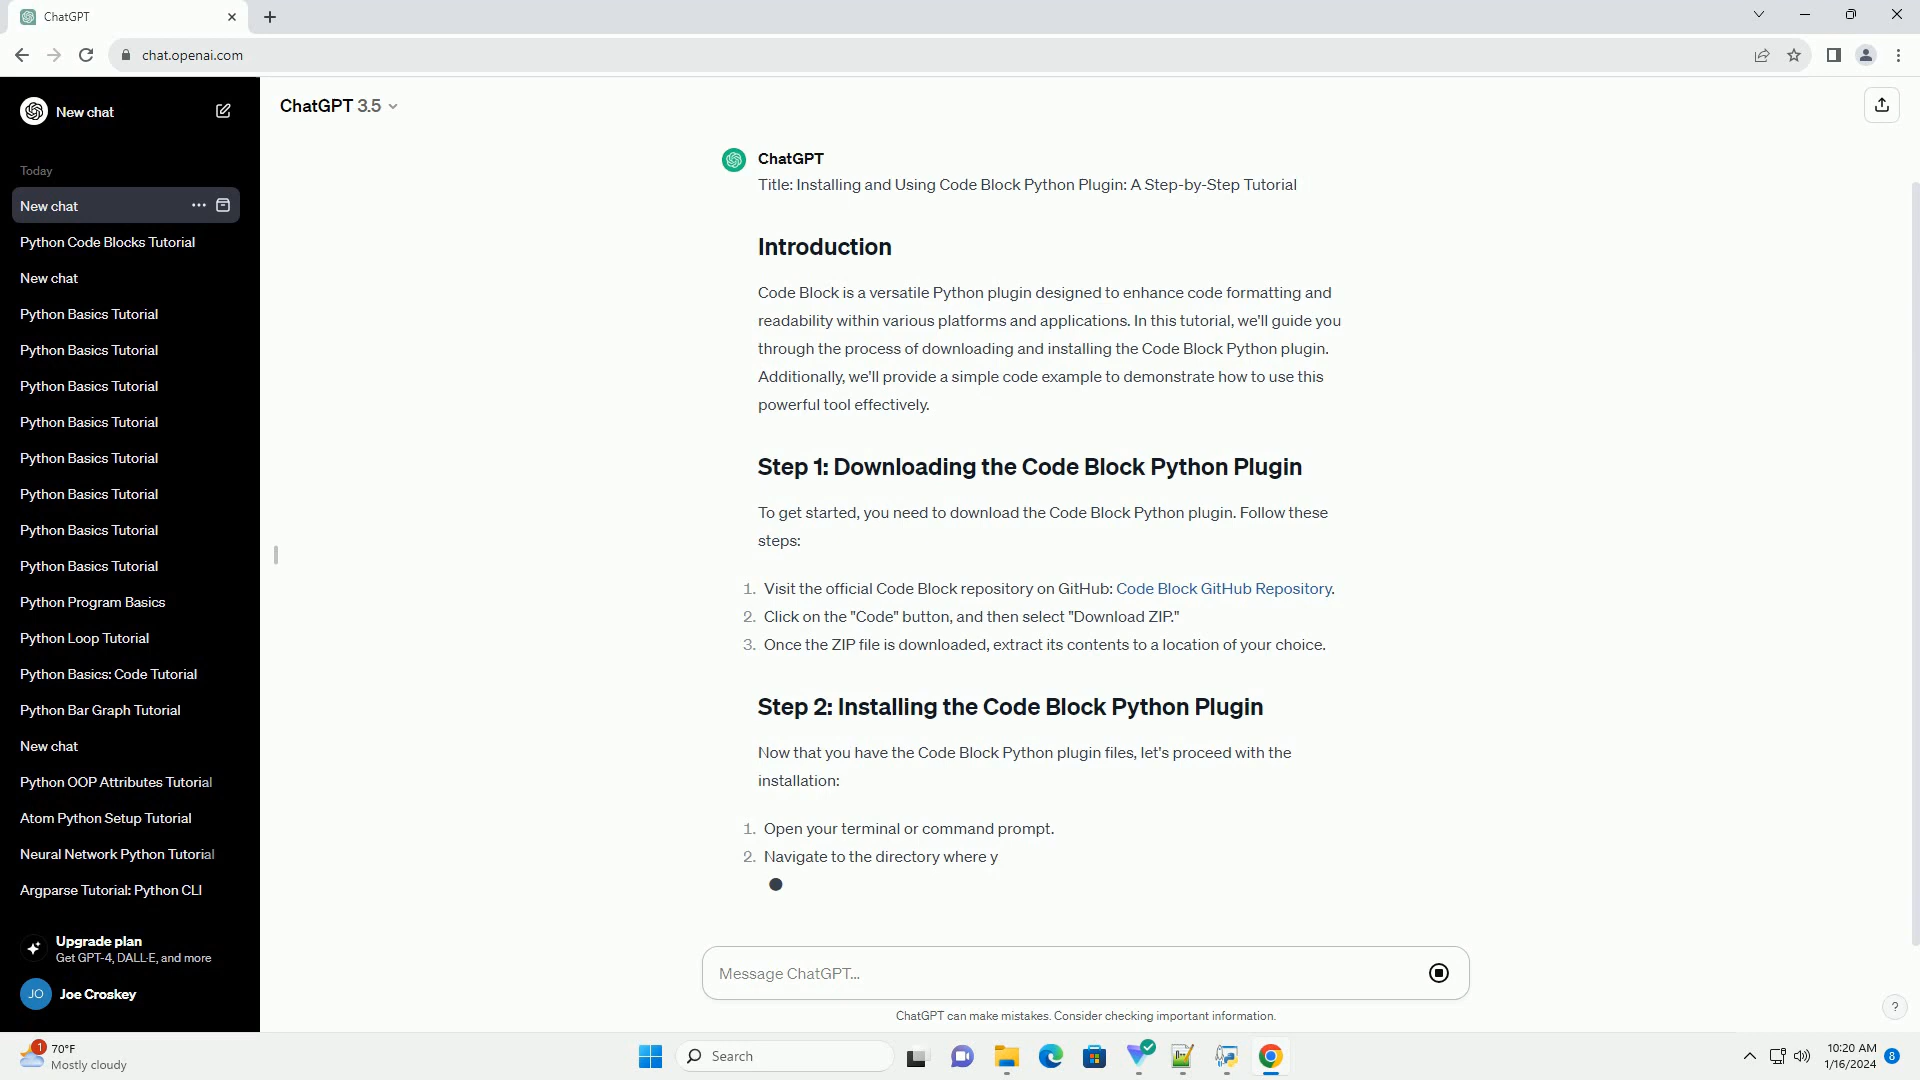 ChatGPT
chat.openai.com
New chat
Today
New chat
Python Code Blocks Tutorial
New chat
Python Basics Tutorial
Python Basics Tutorial
Python Basics Tutorial
Python Basics Tutorial
Python Basics Tutorial
Python Basics Tutorial
Python Basics Tutorial
Python Basics Tutorial
Python Program Basics
Python Loop Tutorial
Python Basics: Code Tutorial
Python Bar Graph Tutorial
New chat
Python OOP Attributes Tutorial
Atom Python Setup Tutorial
Neural Network Python Tutorial
Argparse Tutorial: Python CLI
Upgrade plan
Get GPT-4, DALL·E, and more
JO Joe Croskey
ChatGPT 3.5
ChatGPT
Title: Installing and Using Code Block Python Plugin: A Step-by-Step Tutorial
Introduction
Code Block is a versatile Python plugin designed to enhance code formatting and
readability within various platforms and applications. In this tutorial, we'll guide you
through the process of downloading and installing the Code Block Python plugin.
Additionally, we'll provide a simple code example to demonstrate how to use this
powerful tool effectively.
Step 1: Downloading the Code Block Python Plugin
To get started, you need to download the Code Block Python plugin. Follow these
steps:
1. Visit the official Code Block repository on GitHub: Code Block GitHub Repository.
2. Click on the "Code" button, and then select "Download ZIP."
3. Once the ZIP file is downloaded, extract its contents to a location of your choice.
Step 2: Installing the Code Block Python Plugin
Now that you have the Code Block Python plugin files, let's proceed with the
installation:
1. Open your terminal or command prompt.
2. Navigate to the directory where y
Message ChatGPT...
ChatGPT can make mistakes. Consider checking important information.
?
1
70°F
Mostly cloudy
Search
10:20 AM
1/16/2024
8